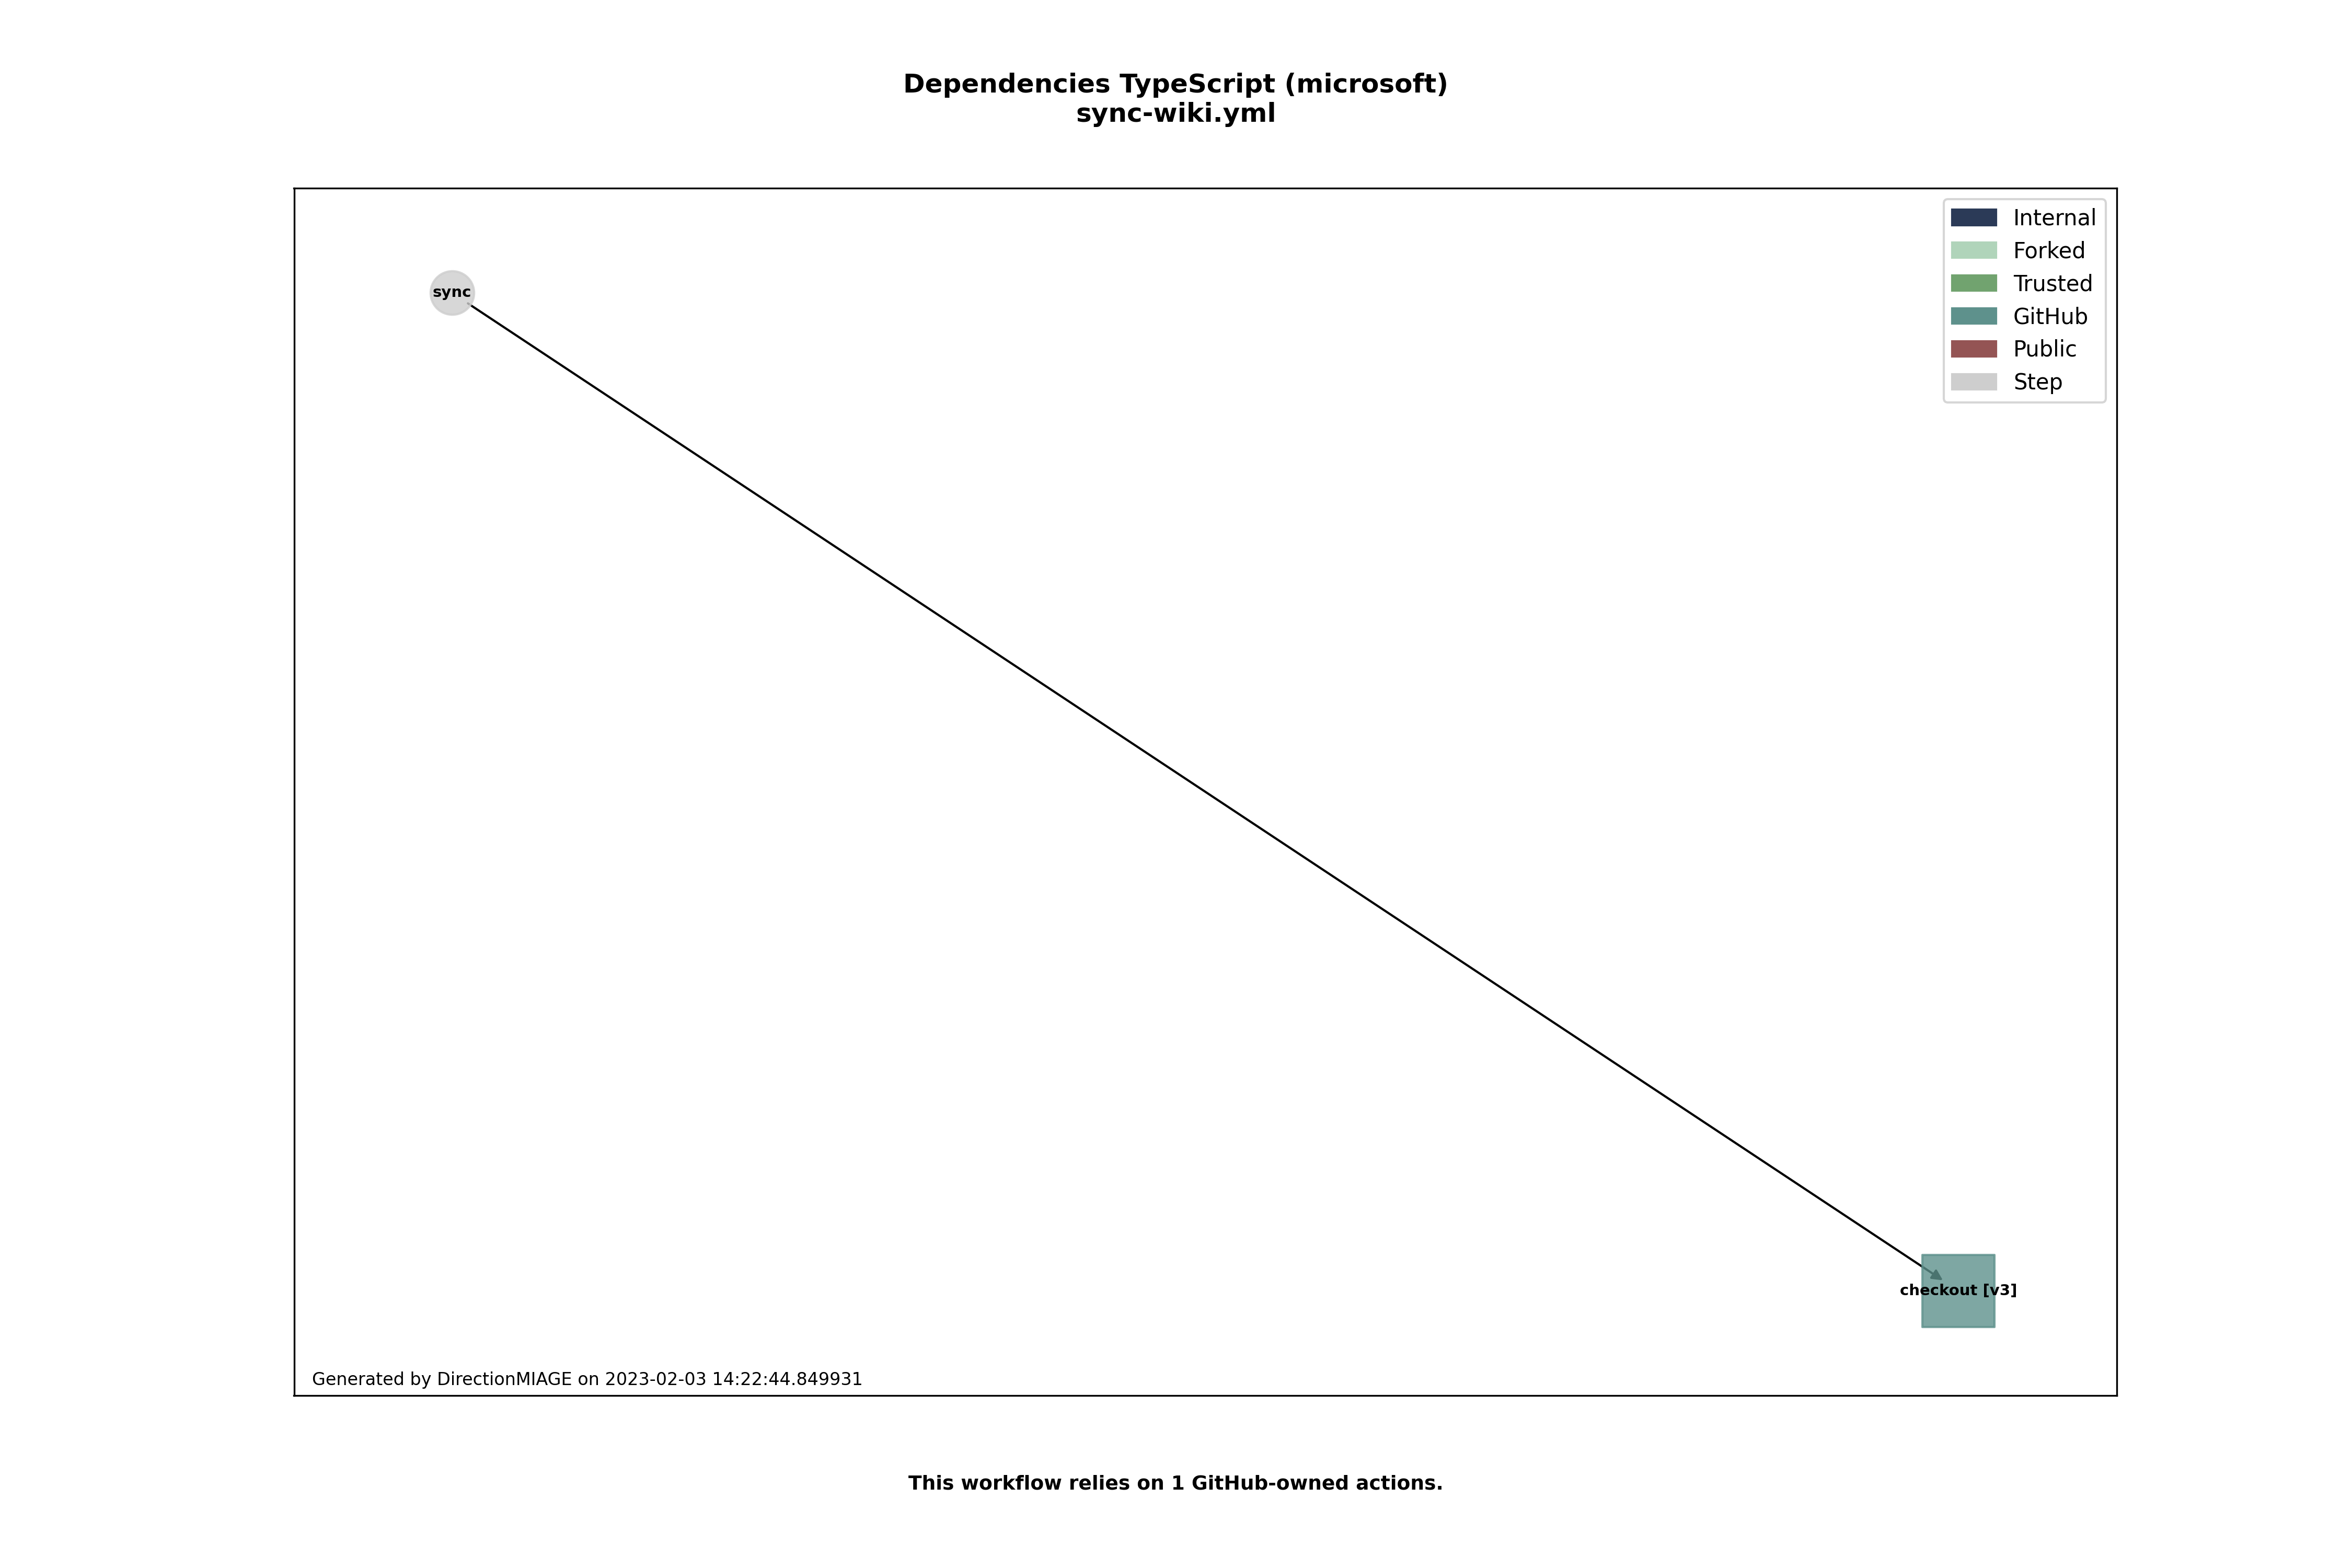 Dependencies TypeScript (microsoft)
sync-wiki.yml
Internal
Forked
Trusted
GitHub
Public
Step
sync
checkout [v3]
Generated by DirectionMIAGE on 2023-02-03 14:22:44.849931
This workflow relies on 1 GitHub-owned actions.